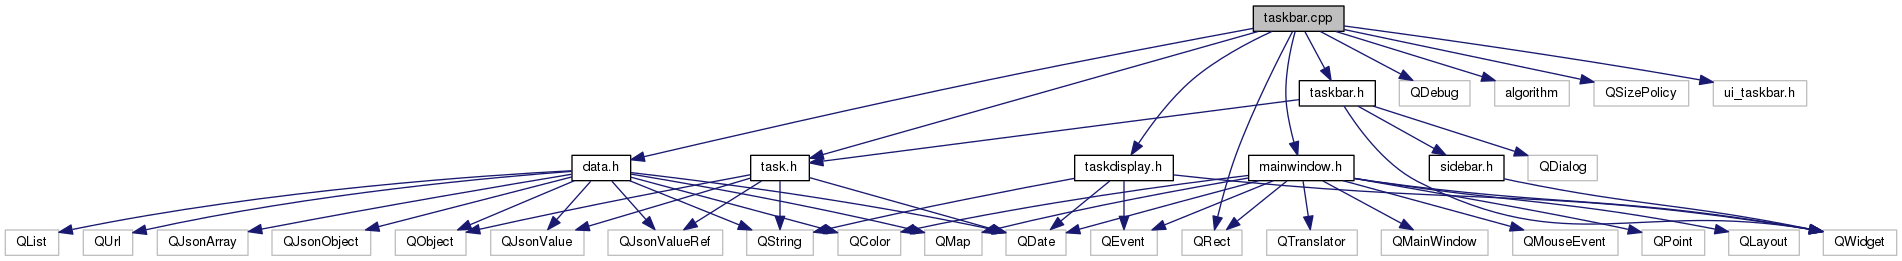 taskbar.cpp
taskbar.h
QDebug
algorithm
QSizePolicy
ui_taskbar.h
data.h
task.h
taskdisplay.h
mainwindow.h
sidebar.h
QDialog
QList
QUrl
QJsonArray
QJsonObject
QObject
QJsonValue
QJsonValueRef
QString
QColor
QMap
QDate
QEvent
QRect
QTranslator
QMainWindow
QMouseEvent
QPoint
QLayout
QWidget